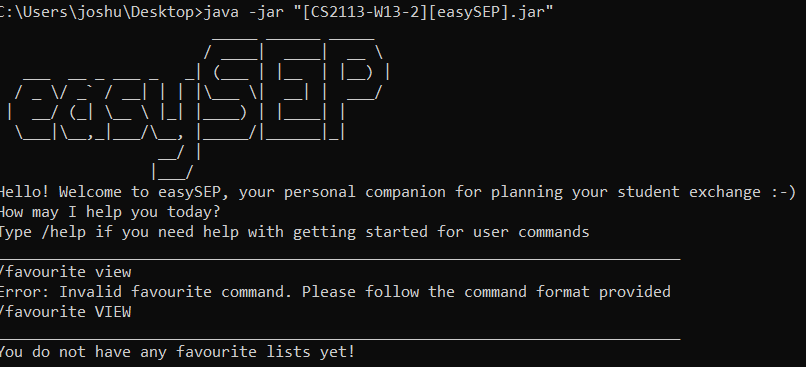 C:\Users\joshu\Desktop>java -jar "[CS2113-W13-2][easySEP].jar"
easySEP
Hello! Welcome to easySEP, your personal companion for planning your student exchange :-)
How may I help you today?
Type /help if you need help with getting started for user commands
/favourite view
Error: Invalid favourite command. Please follow the command format provided
/favourite VIEW
You do not have any favourite lists yet!